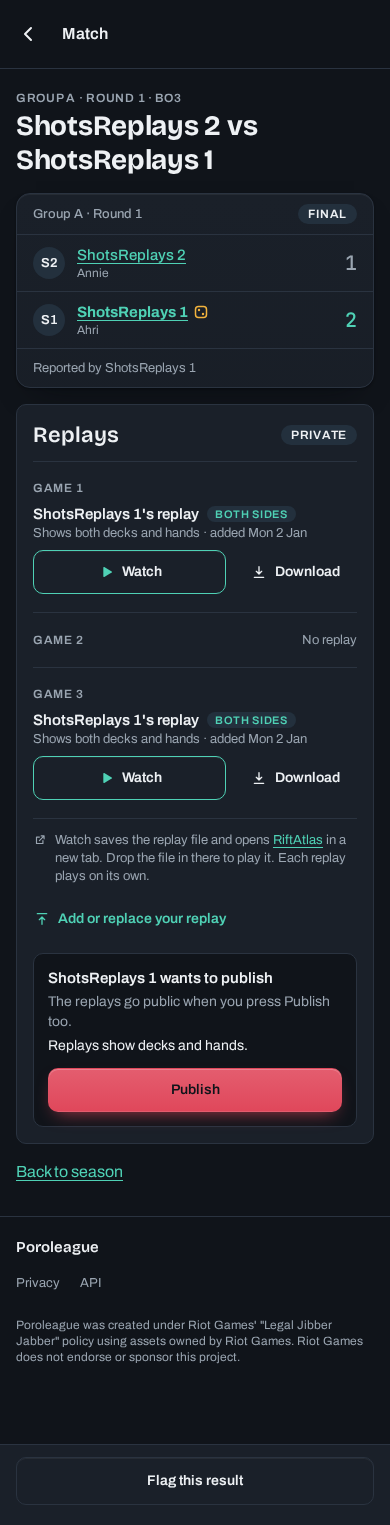 Match
GROUP A · ROUND 1 · BO3
ShotsReplays 2 vs
ShotsReplays 1
Group A · Round 1
FINAL
S2
ShotsReplays 2
Annie
1
S1
ShotsReplays 1
Ahri
2
Reported by ShotsReplays 1
Replays
PRIVATE
GAME 1
ShotsReplays 1's replay BOTH SIDES
Shows both decks and hands · added Mon 2 Jan
Watch
Download
GAME 2
No replay
GAME 3
ShotsReplays 1's replay BOTH SIDES
Shows both decks and hands · added Mon 2 Jan
Watch
Download
Watch saves the replay file and opens RiftAtlas in a
new tab. Drop the file in there to play it. Each replay
plays on its own.
Add or replace your replay
ShotsReplays 1 wants to publish
The replays go public when you press Publish
too.
Replays show decks and hands.
Publish
Back to season
Poroleague
Privacy API
Poroleague was created under Riot Games' "Legal Jibber
Jabber" policy using assets owned by Riot Games. Riot Games
does not endorse or sponsor this project.
Flag this result